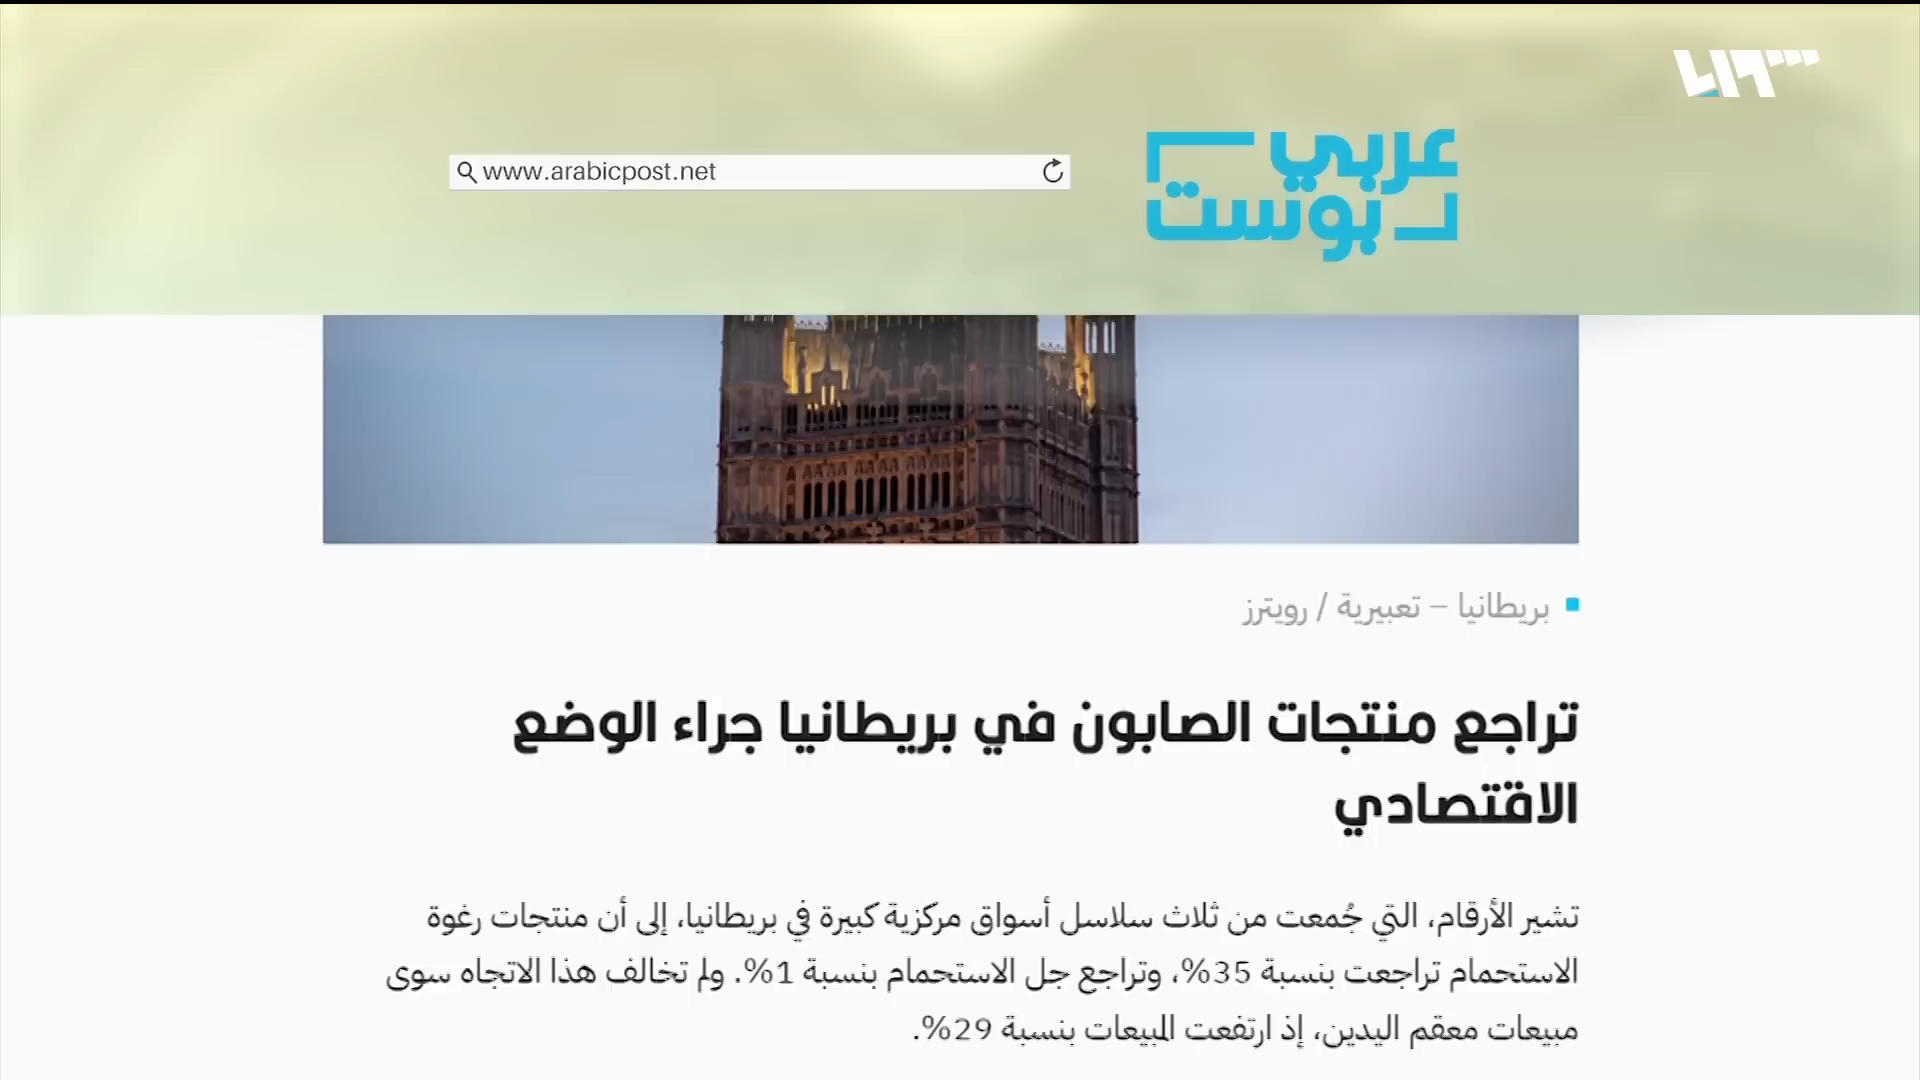 www.arabicpost.net
عربي
بوست
بريطانيا – تعبيرية / رويترز
تراجع منتجات الصابون في بريطانيا جراء الوضع
الاقتصادي
تشير الأرقام، التي جُمعت من ثلاث سلاسل أسواق مركزية كبيرة في بريطانيا، إلى أن منتجات رغوة
الاستحمام تراجعت بنسبة 35%، وتراجع جل الاستحمام بنسبة 1%. ولم تخالف هذا الاتجاه سوى
مبيعات معقم اليدين، إذ ارتفعت المبيعات بنسبة 29%.